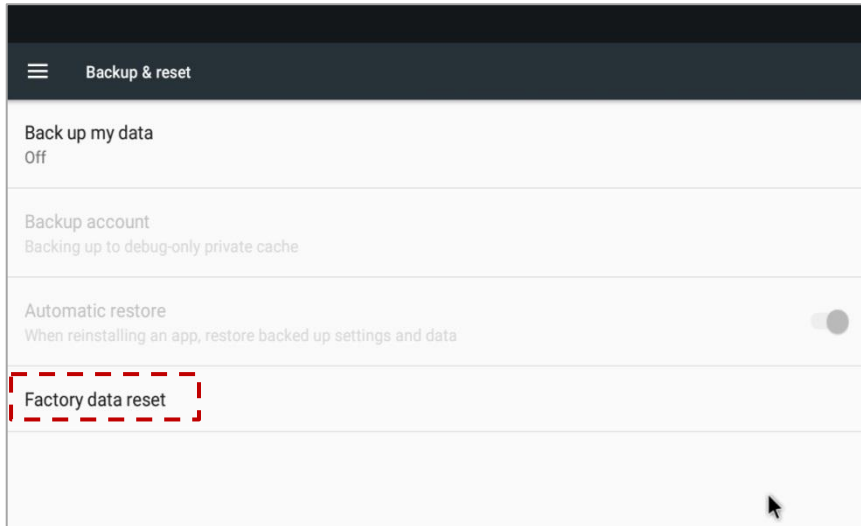 Backup & reset
Back up my data
Off
Backup account
Backing up to debug-only private cache
Automatic restore
When reinstalling an app, restore backed up settings and data
Factory data reset